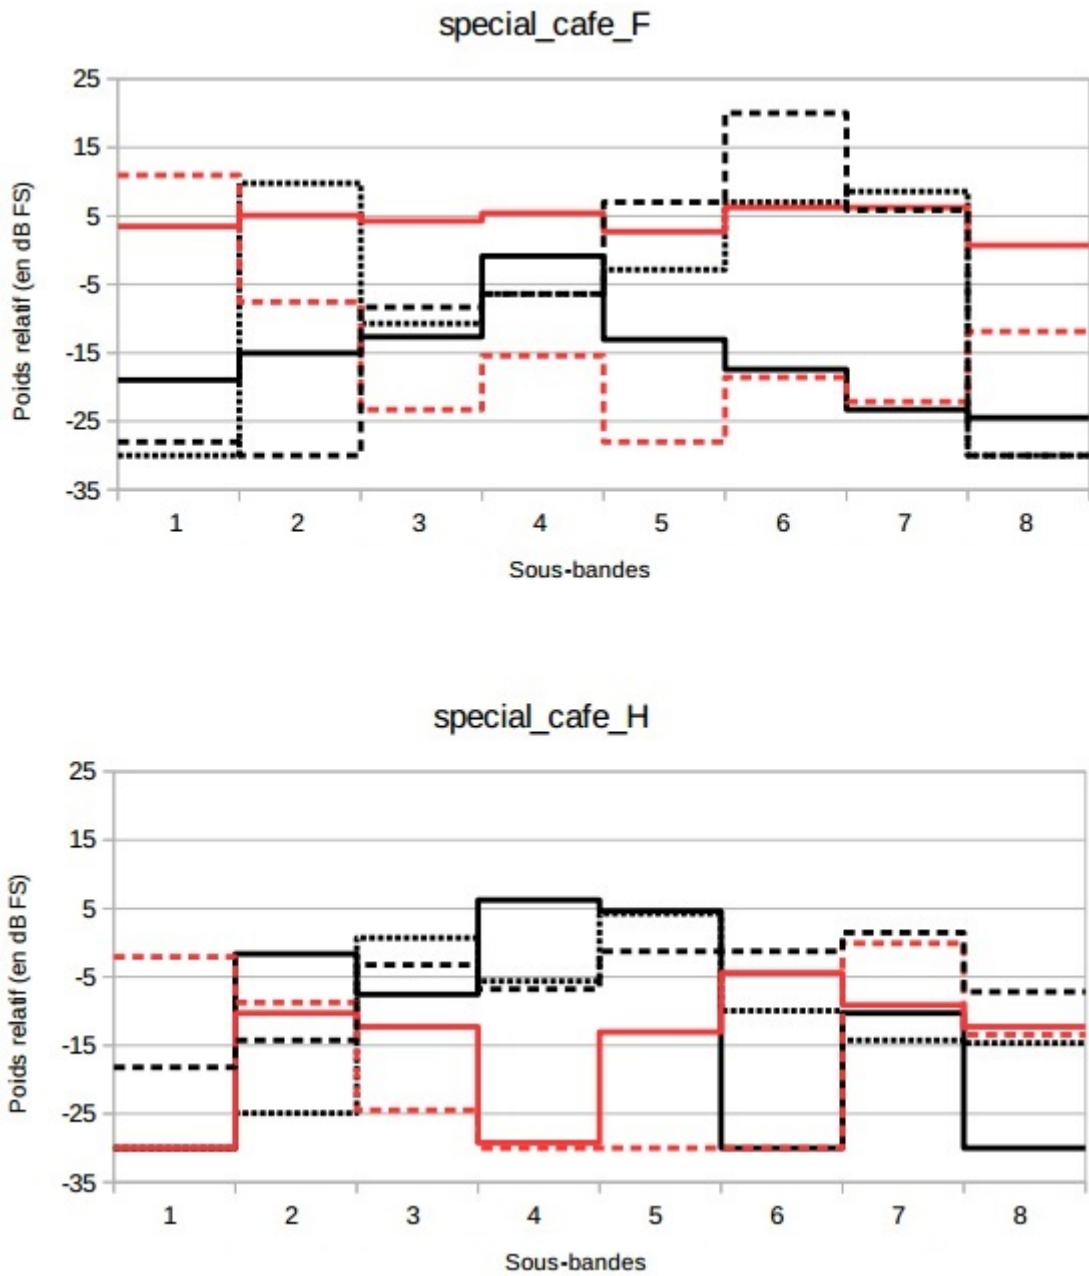 special_cafe_F
25
15
5
-5
-15
-25
-35
Poids relatif (en dB FS)
1 2 3 4 5 6 7 8
Sous-bandes
special_cafe_H
25
15
5
-5
-15
-25
-35
Poids relatif (en dB FS)
1 2 3 4 5 6 7 8
Sous-bandes